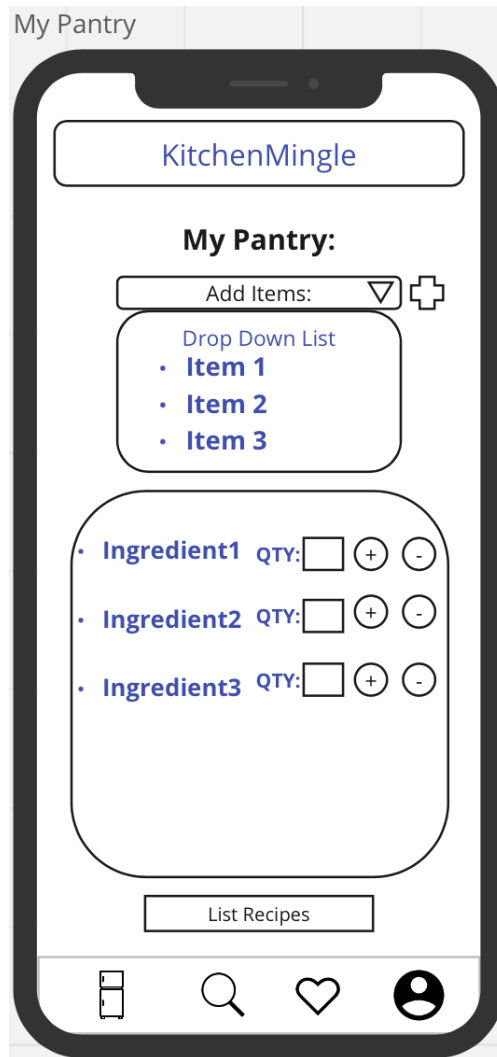 My Pantry
KitchenMingle
My Pantry:
Add Items:
Drop Down List
• Item 1
• Item 2
• Item 3
• Ingredient1 QTY: + -
• Ingredient2 QTY: + -
• Ingredient3 QTY: + -
List Recipes